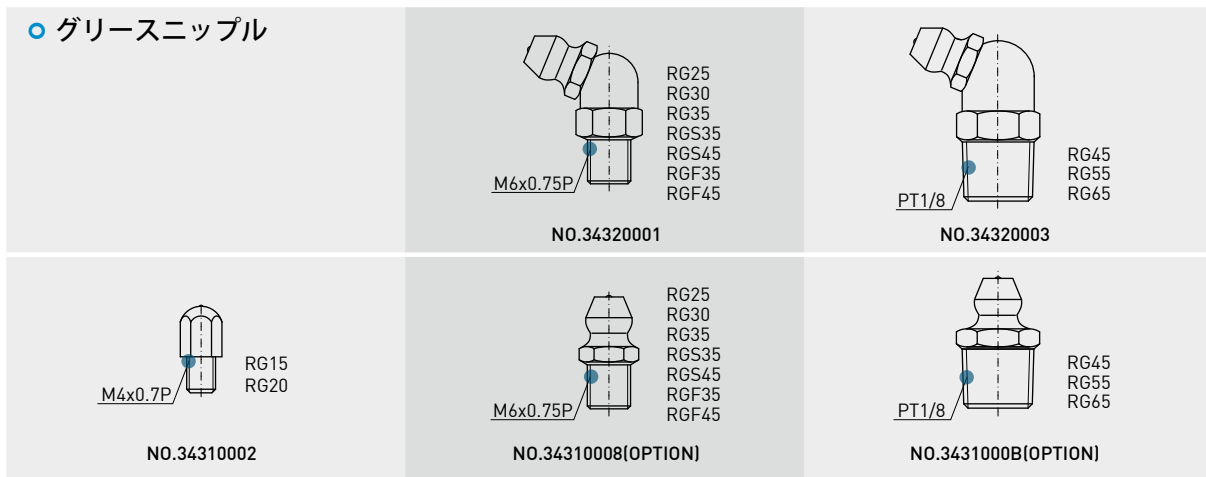 グリースニップル
RG25
RG30
RG35
RGS35
RGS45
RGF35
RGF45
M6x0.75P
NO.34320001
RG45
RG55
RG65
PT1/8
NO.34320003
RG15
RG20
M4x0.7P
NO.34310002
RG25
RG30
RG35
RGS35
RGS45
RGF35
RGF45
M6x0.75P
NO.34310008(OPTION)
RG45
RG55
RG65
PT1/8
NO.3431000B(OPTION)